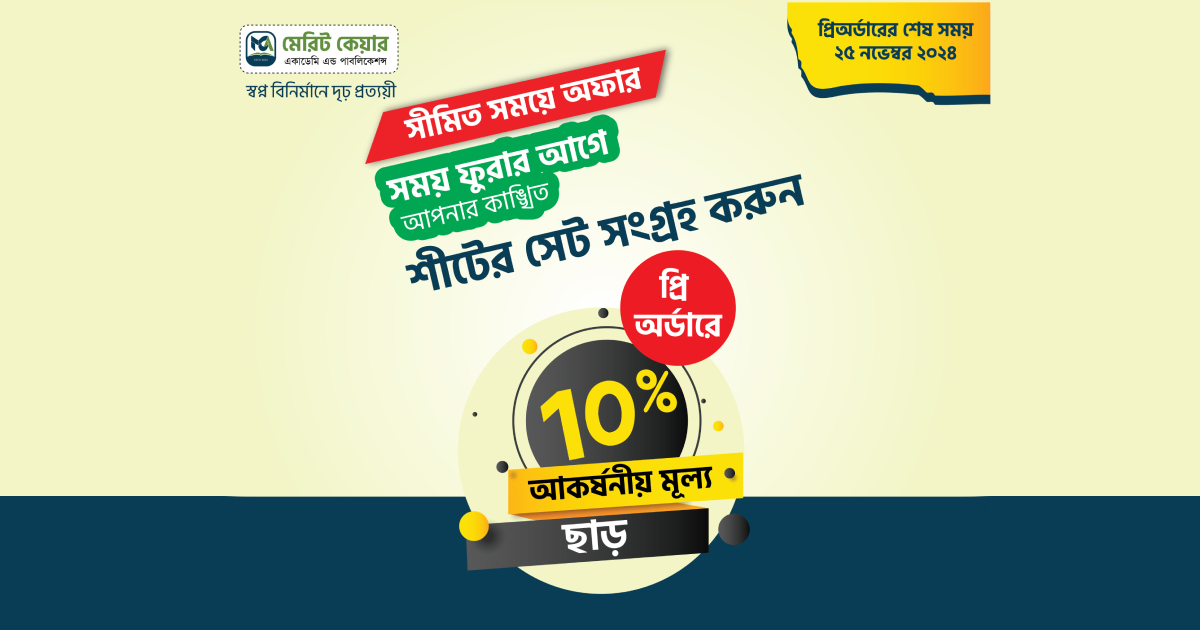 মেরিট কেয়ার
একাডেমি এন্ড পাবলিকেশন্স
স্বপ্ন বিনির্মানে দৃঢ় প্রত্যয়ী
প্রিঅর্ডারের শেষ সময়
২৫ নভেম্বর ২০২৪
সীমিত সময়ে অফার
সময় ফুরার আগে
আপনার কাঙ্খিত
শীটের সেট সংগ্রহ করুন
প্রি
অর্ডারে
10%
আকর্ষনীয় মূল্য
ছাড়